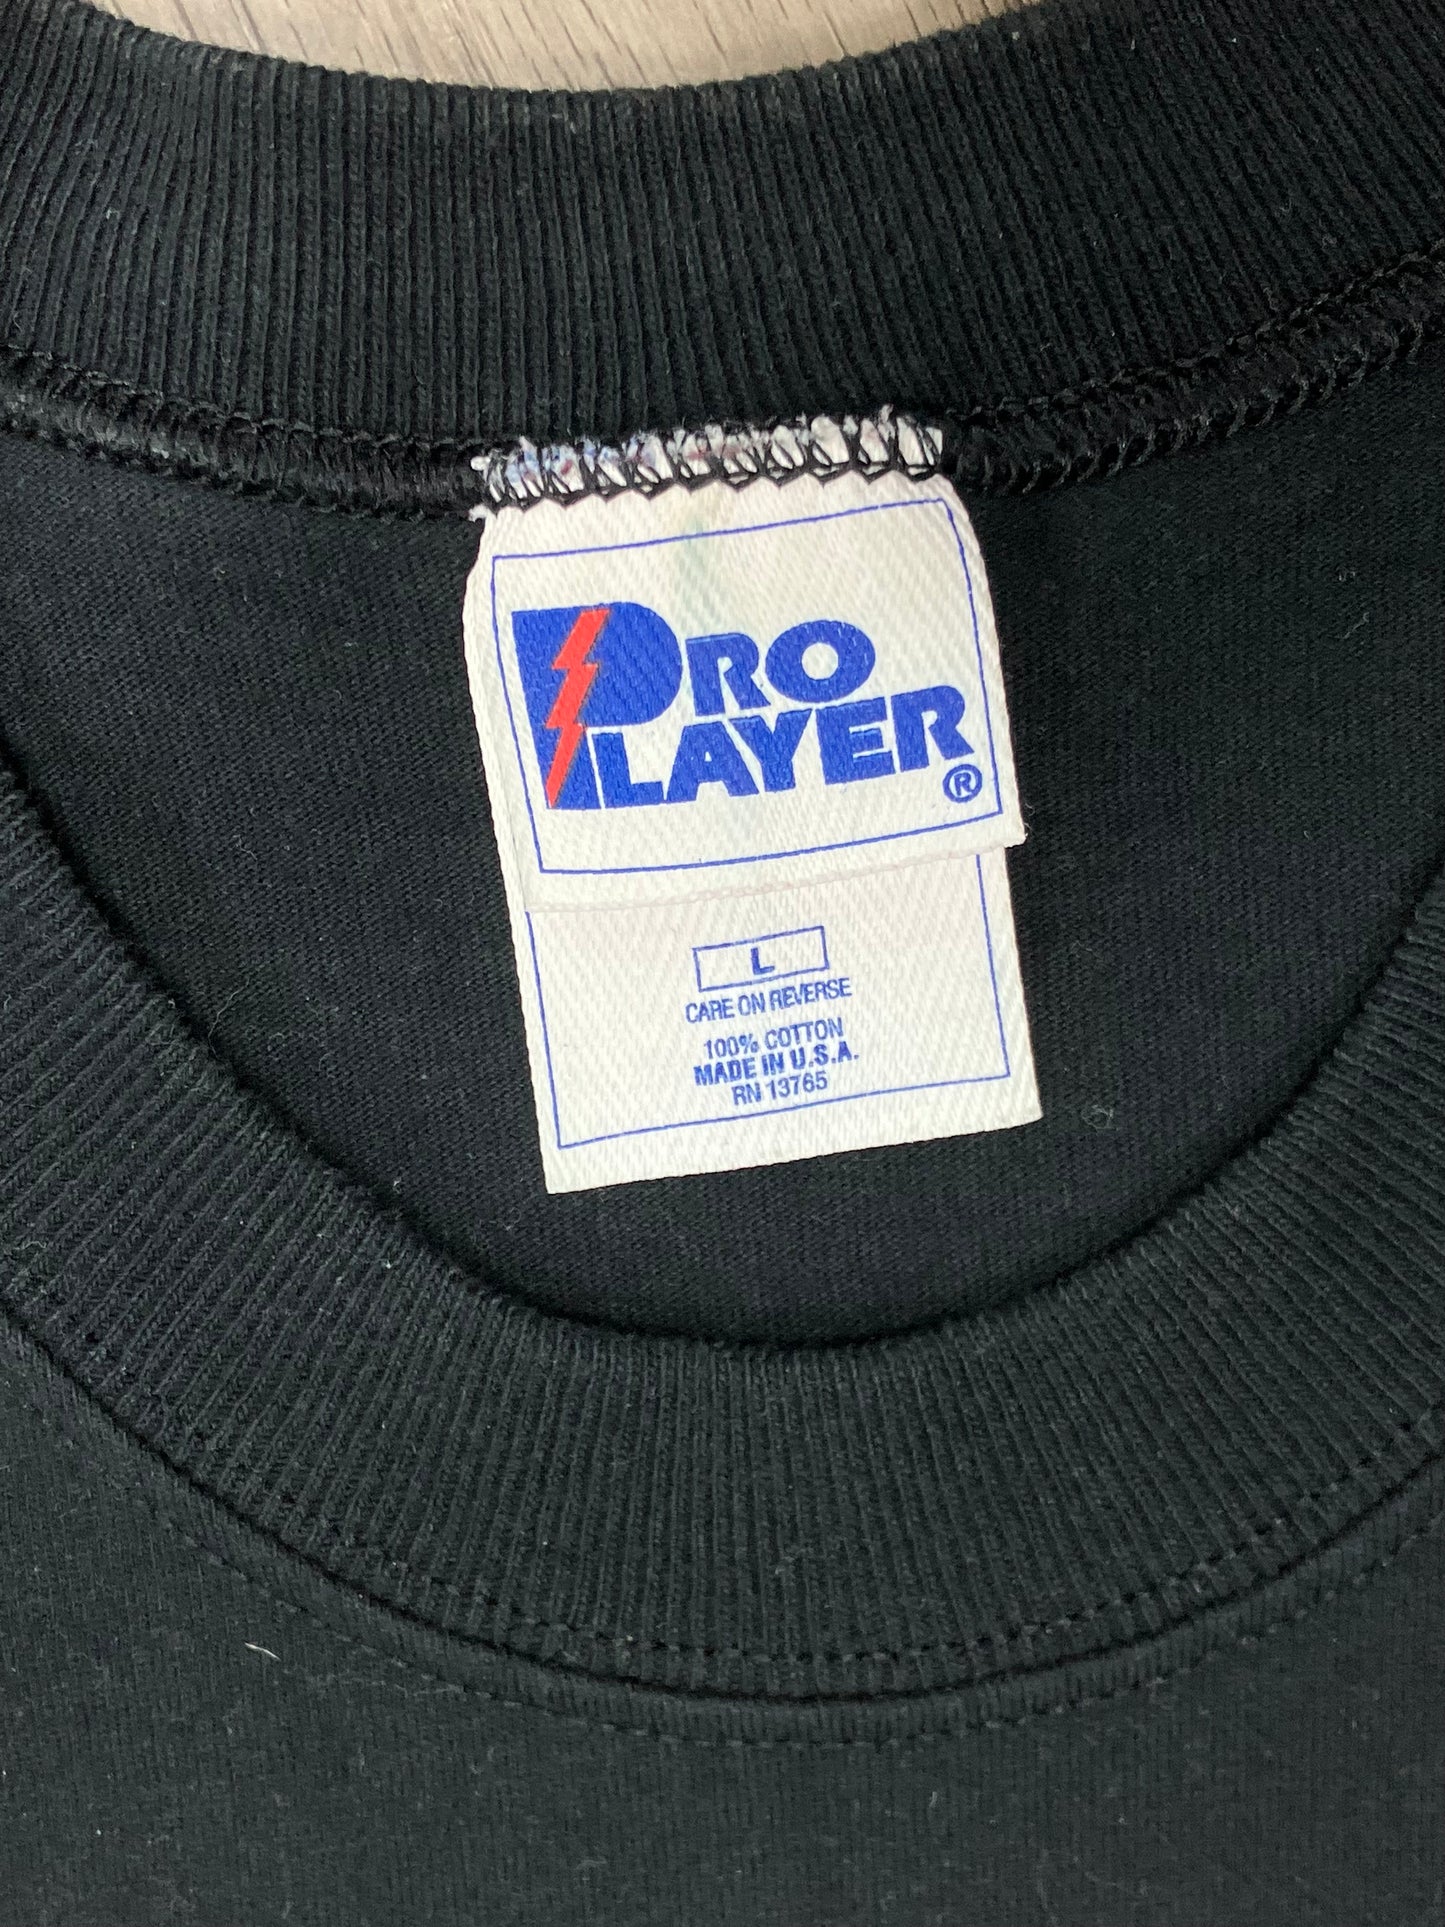 PRO
PLAYER®
L
CARE ON REVERSE
100% COTTON
MADE IN U.S.A.
RN 13765